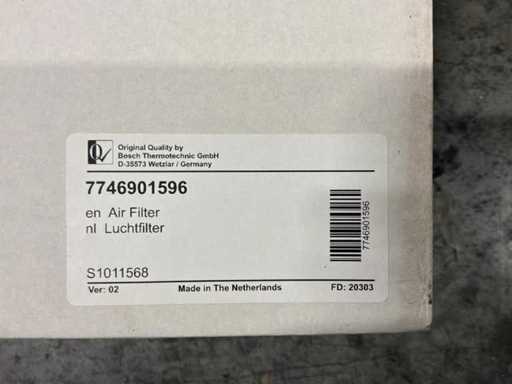 Original Quality by
Bosch Thermotechnic GmbH
D-35573 Wetzlar / Germany
7746901596
en Air Filter
nl Luchtfilter
7746901596
S1011568
Ver: 02 Made in The Netherlands FD: 20303